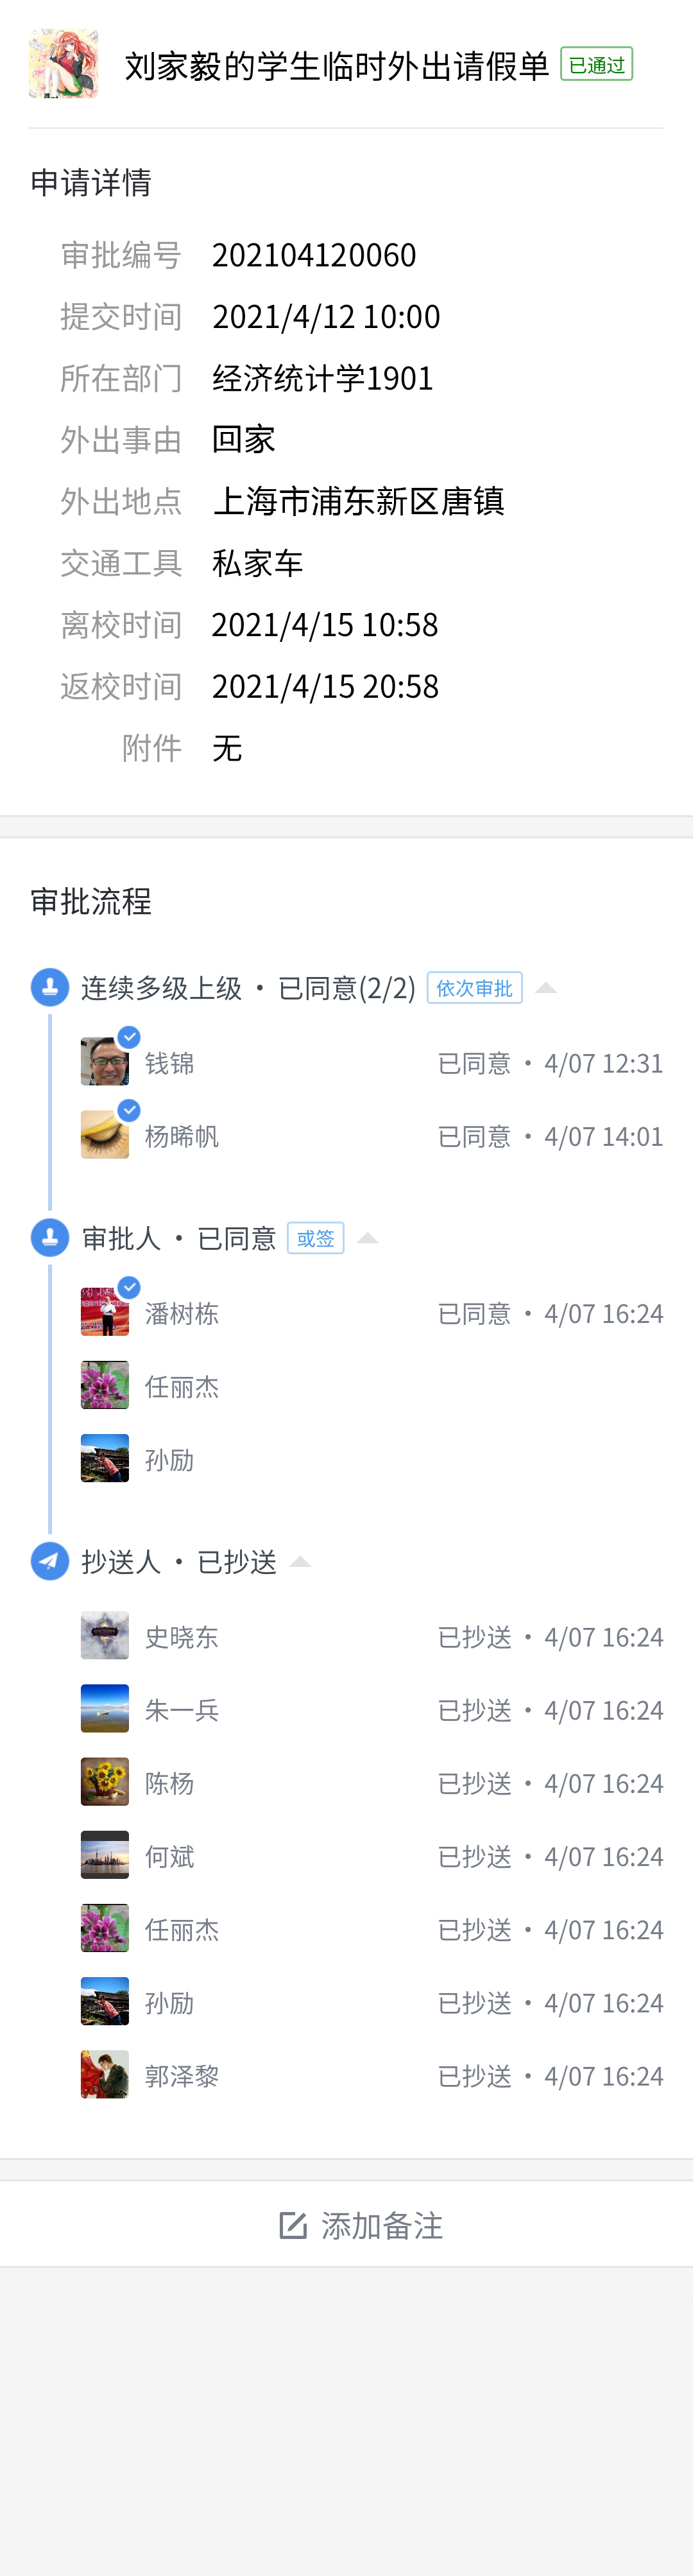 刘家毅的学生临时外出请假单 已通过
申请详情
审批编号 202104120060
提交时间 2021/4/12 10:00
所在部门 经济统计学1901
外出事由 回家
外出地点 上海市浦东新区唐镇
交通工具 私家车
离校时间 2021/4/15 10:58
返校时间 2021/4/15 20:58
附件 无
审批流程
连续多级上级 · 已同意(2/2) 依次审批
钱锦 已同意 · 4/07 12:31
杨晞帆 已同意 · 4/07 14:01
审批人 · 已同意 或签
潘树栋 已同意 · 4/07 16:24
任丽杰
孙励
抄送人 · 已抄送
史晓东 已抄送 · 4/07 16:24
朱一兵 已抄送 · 4/07 16:24
陈杨 已抄送 · 4/07 16:24
何斌 已抄送 · 4/07 16:24
任丽杰 已抄送 · 4/07 16:24
孙励 已抄送 · 4/07 16:24
郭泽黎 已抄送 · 4/07 16:24
添加备注